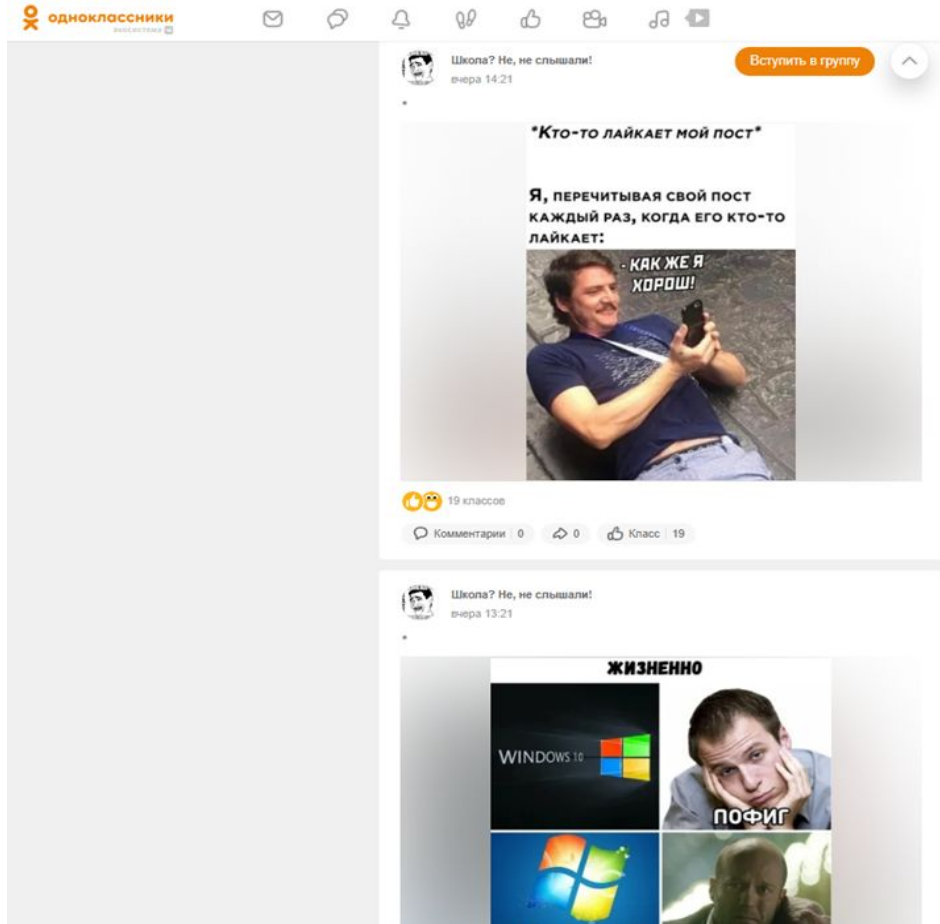 одноклассники
экосистема VK
Школа? Не, не слышали!
вчера 14:21
Вступить в группу
*
*Кто-то лайкает мой пост*
Я, перечитывая свой пост
каждый раз, когда его кто-то
лайкает:
- КАК ЖЕ Я
ХОРОШ!
19 классов
Комментарии 0
0
Класс 19
Школа? Не, не слышали!
вчера 13:21
*
ЖИЗНЕННО
WINDOWS 10
ПОФИГ